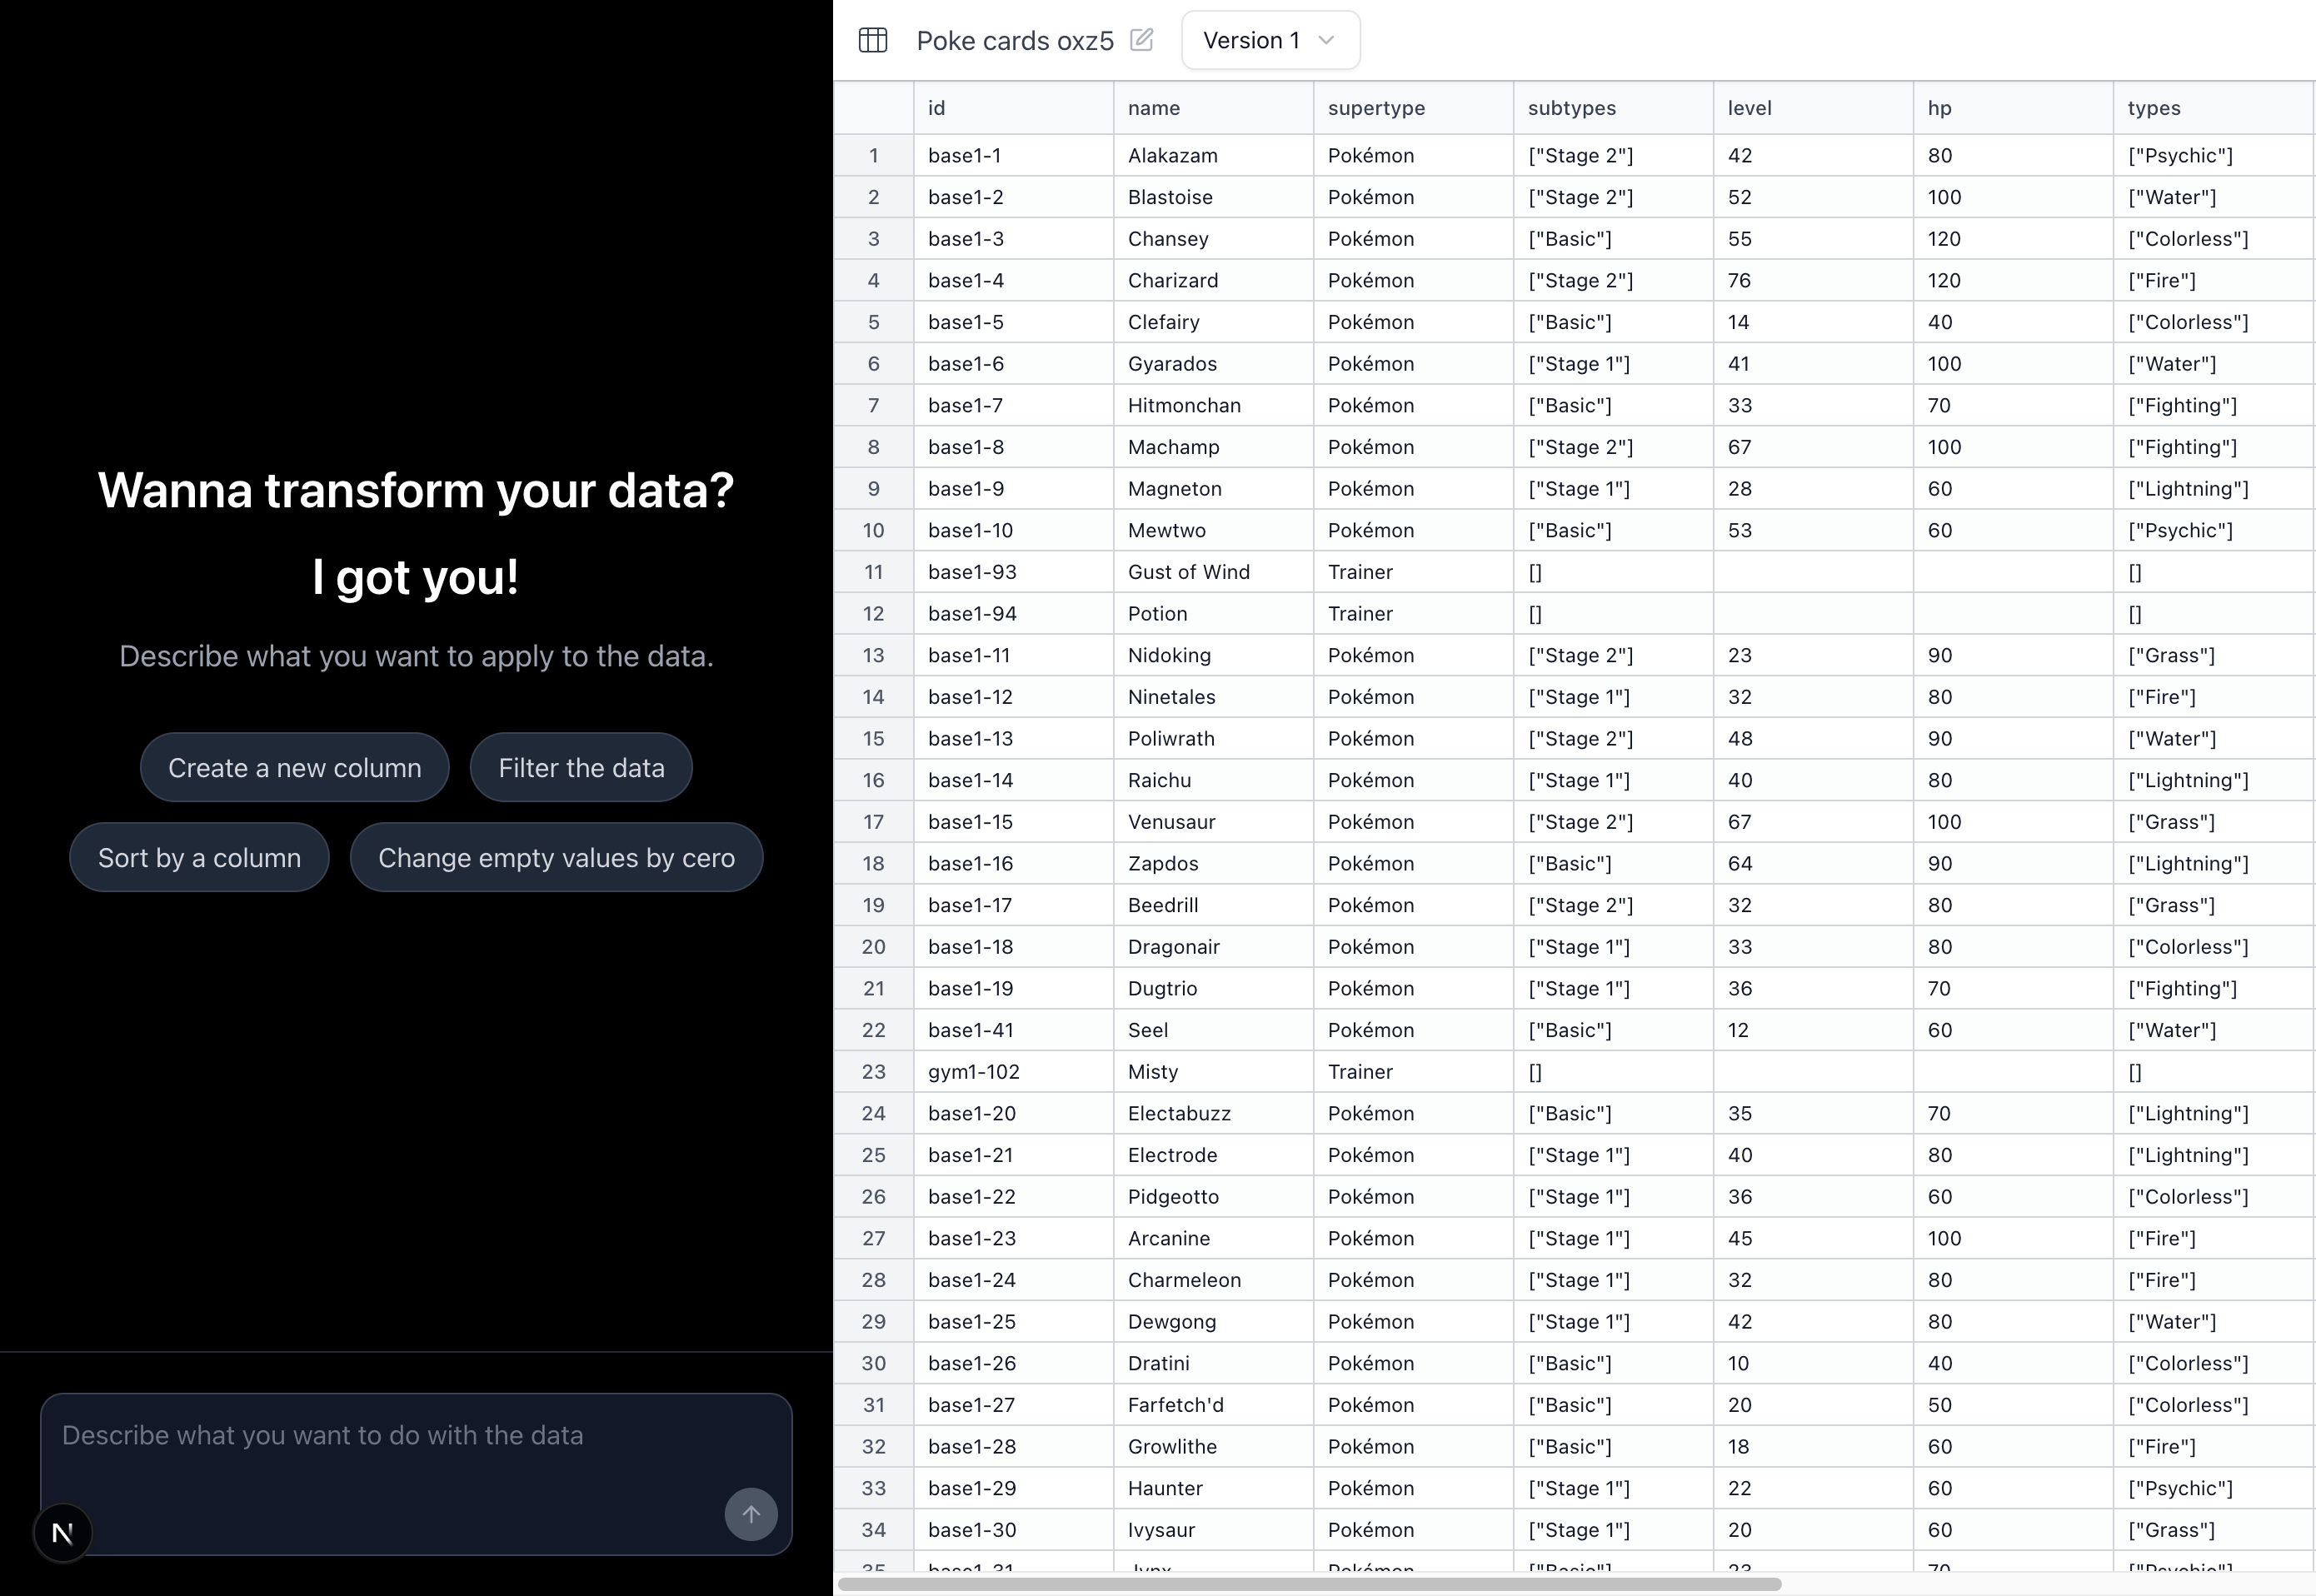 Wanna transform your data?
I got you!
Describe what you want to apply to the data.
Create a new column Filter the data
Sort by a column Change empty values by cero
Describe what you want to do with the data
N
Poke cards oxz5 Version 1
id name supertype subtypes level hp types
1 base1-1 Alakazam Pokémon ["Stage 2"] 42 80 ["Psychic"]
2 base1-2 Blastoise Pokémon ["Stage 2"] 52 100 ["Water"]
3 base1-3 Chansey Pokémon ["Basic"] 55 120 ["Colorless"]
4 base1-4 Charizard Pokémon ["Stage 2"] 76 120 ["Fire"]
5 base1-5 Clefairy Pokémon ["Basic"] 14 40 ["Colorless"]
6 base1-6 Gyarados Pokémon ["Stage 1"] 41 100 ["Water"]
7 base1-7 Hitmonchan Pokémon ["Basic"] 33 70 ["Fighting"]
8 base1-8 Machamp Pokémon ["Stage 2"] 67 100 ["Fighting"]
9 base1-9 Magneton Pokémon ["Stage 1"] 28 60 ["Lightning"]
10 base1-10 Mewtwo Pokémon ["Basic"] 53 60 ["Psychic"]
11 base1-93 Gust of Wind Trainer [] []
12 base1-94 Potion Trainer [] []
13 base1-11 Nidoking Pokémon ["Stage 2"] 23 90 ["Grass"]
14 base1-12 Ninetales Pokémon ["Stage 1"] 32 80 ["Fire"]
15 base1-13 Poliwrath Pokémon ["Stage 2"] 48 90 ["Water"]
16 base1-14 Raichu Pokémon ["Stage 1"] 40 80 ["Lightning"]
17 base1-15 Venusaur Pokémon ["Stage 2"] 67 100 ["Grass"]
18 base1-16 Zapdos Pokémon ["Basic"] 64 90 ["Lightning"]
19 base1-17 Beedrill Pokémon ["Stage 2"] 32 80 ["Grass"]
20 base1-18 Dragonair Pokémon ["Stage 1"] 33 80 ["Colorless"]
21 base1-19 Dugtrio Pokémon ["Stage 1"] 36 70 ["Fighting"]
22 base1-41 Seel Pokémon ["Basic"] 12 60 ["Water"]
23 gym1-102 Misty Trainer [] []
24 base1-20 Electabuzz Pokémon ["Basic"] 35 70 ["Lightning"]
25 base1-21 Electrode Pokémon ["Stage 1"] 40 80 ["Lightning"]
26 base1-22 Pidgeotto Pokémon ["Stage 1"] 36 60 ["Colorless"]
27 base1-23 Arcanine Pokémon ["Stage 1"] 45 100 ["Fire"]
28 base1-24 Charmeleon Pokémon ["Stage 1"] 32 80 ["Fire"]
29 base1-25 Dewgong Pokémon ["Stage 1"] 42 80 ["Water"]
30 base1-26 Dratini Pokémon ["Basic"] 10 40 ["Colorless"]
31 base1-27 Farfetch'd Pokémon ["Basic"] 20 50 ["Colorless"]
32 base1-28 Growlithe Pokémon ["Basic"] 18 60 ["Fire"]
33 base1-29 Haunter Pokémon ["Stage 1"] 22 60 ["Psychic"]
34 base1-30 Ivysaur Pokémon ["Stage 1"] 20 60 ["Grass"]
35 base1-31 Jynx Pokémon ["Basic"] 23 70 ["Psychic"]